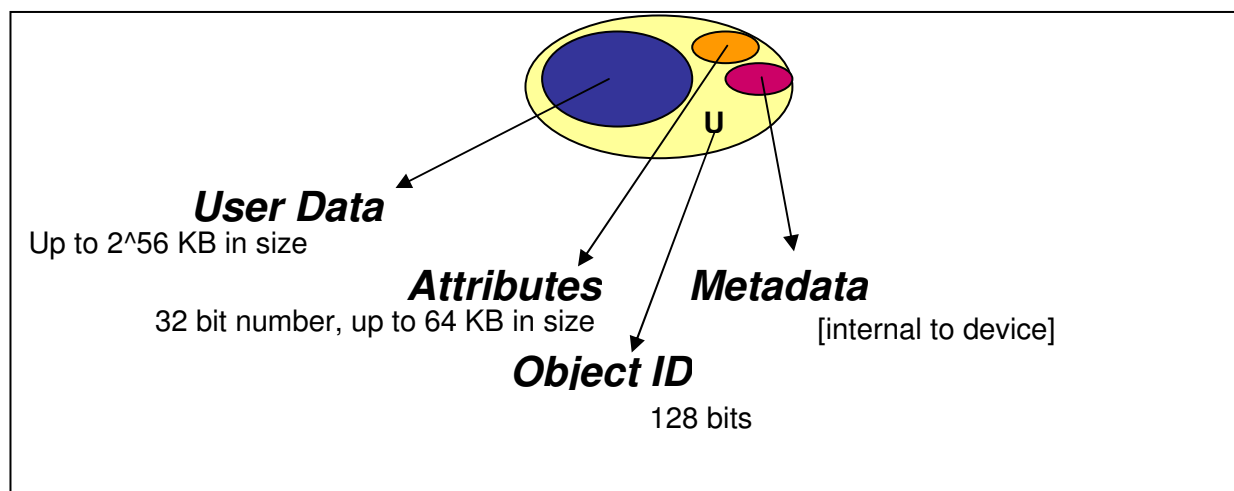 U
User Data
Up to 2^56 KB in size
Attributes
Metadata
32 bit number, up to 64 KB in size
[internal to device]
Object ID
128 bits